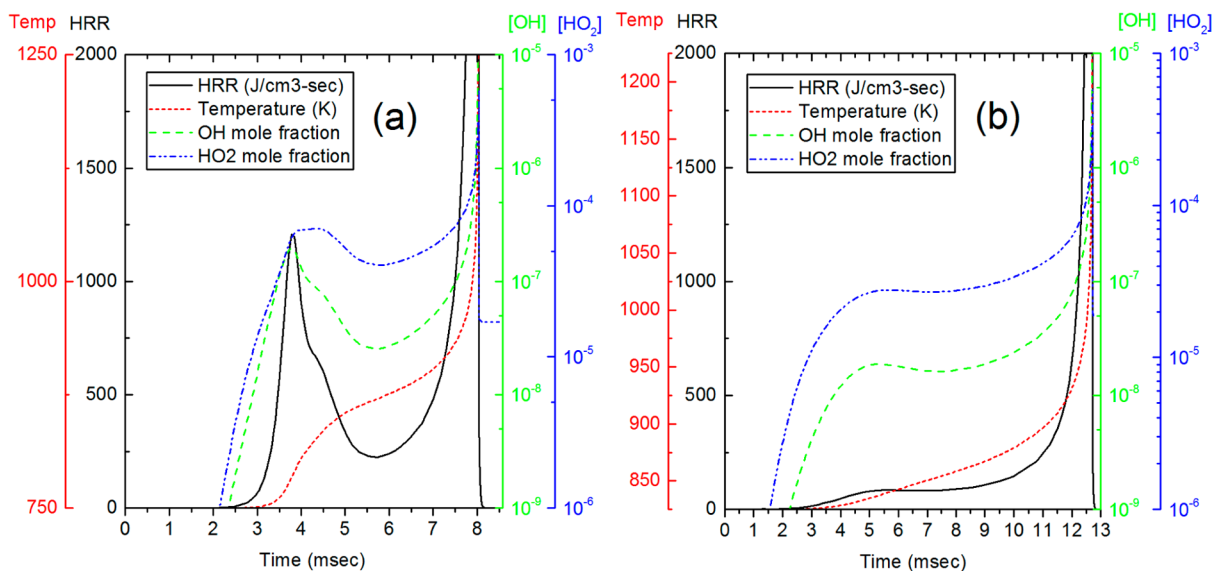 Temp HRR [OH] [HO2]
1250 2000 10^-5 10^-3
HRR (J/cm3-sec)
Temperature (K)
OH mole fraction
HO2 mole fraction
(a)
1500 10^-6
10^-4
1000 1000 10^-7
10^-5
500 10^-8
750 0 10^-9 10^-6
0 1 2 3 4 5 6 7 8
Time (msec)
Temp HRR [OH] [HO2]
2000 10^-5 10^-3
1200
HRR (J/cm3-sec)
Temperature (K)
OH mole fraction
HO2 mole fraction
(b)
1150
1500 10^-6
1100
10^-4
1050
1000 1000 10^-7
950
10^-5
500 10^-8
900
850
0 10^-9 10^-6
0 1 2 3 4 5 6 7 8 9 10 11 12 13
Time (msec)